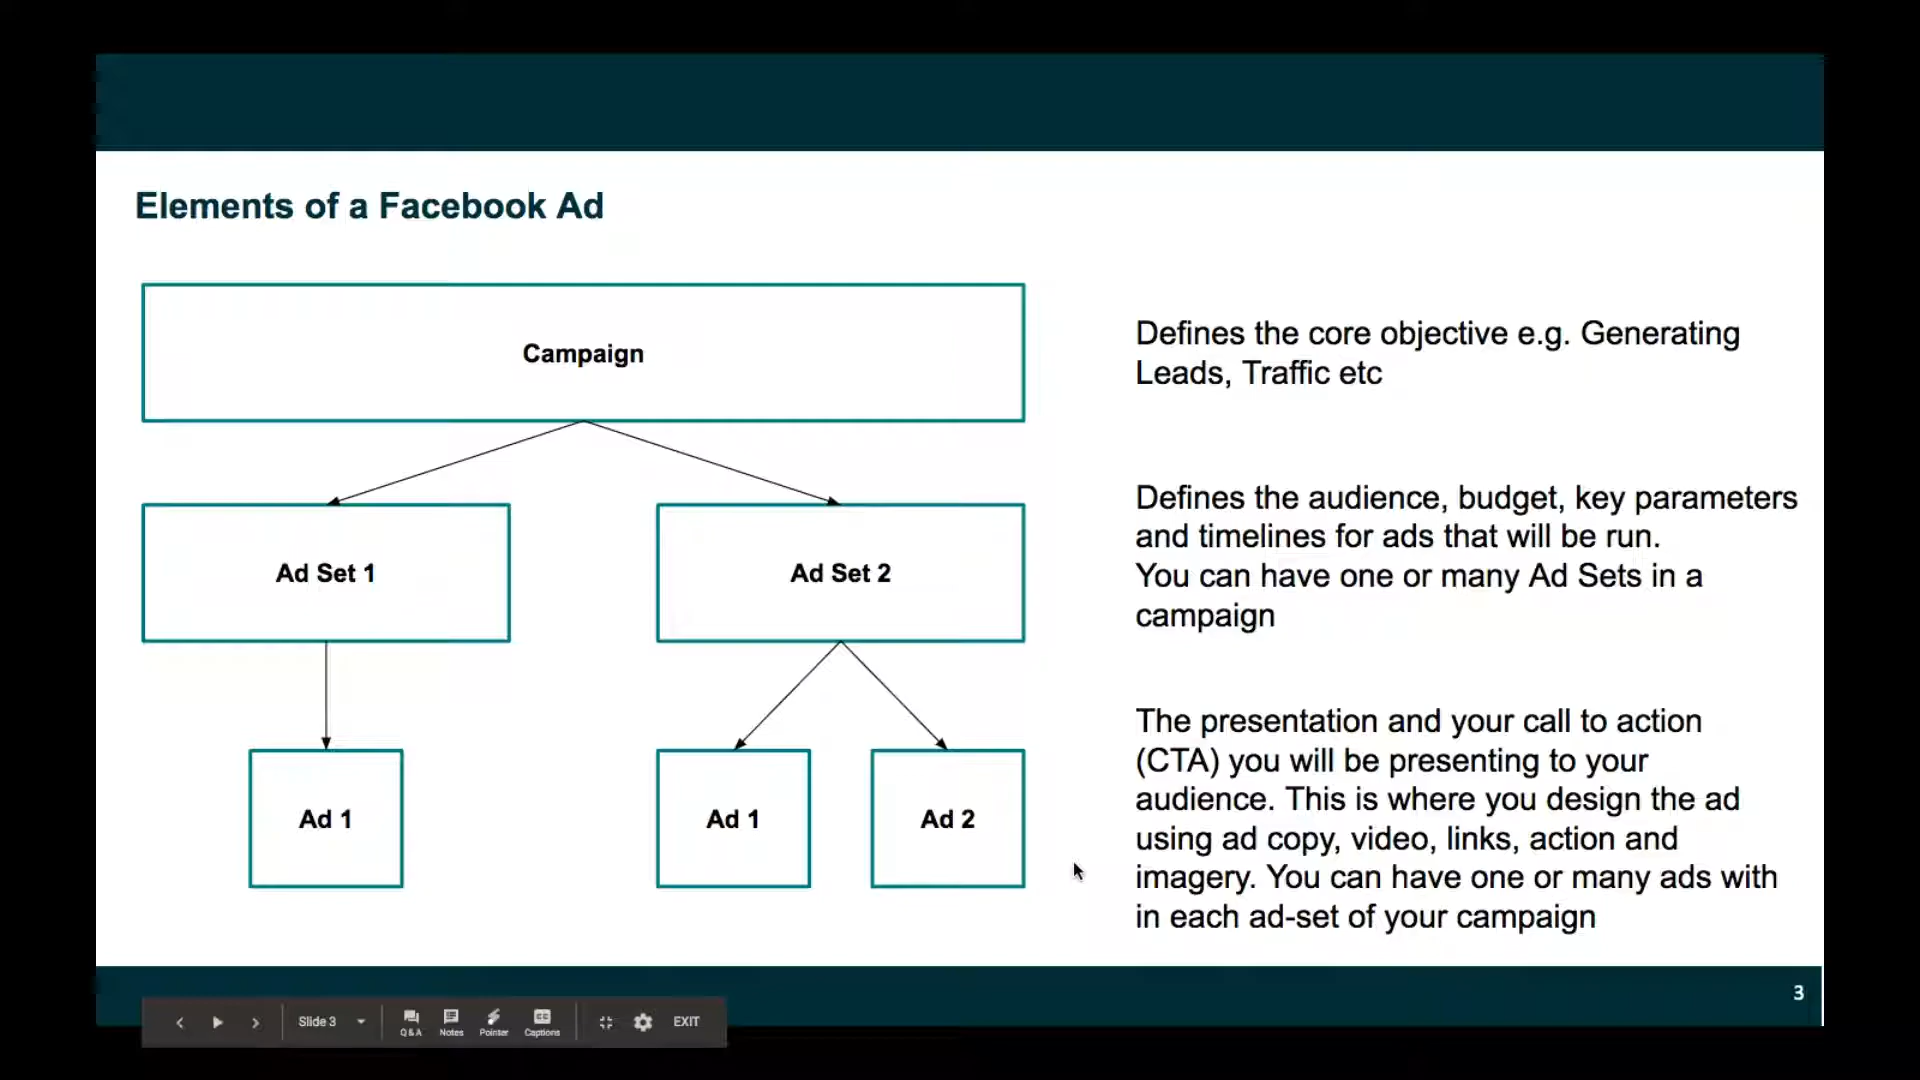 Elements of a Facebook Ad
Campaign
Defines the core objective e.g. Generating
Leads, Traffic etc
Ad Set 1
Ad Set 2
Defines the audience, budget, key parameters
and timelines for ads that will be run.
You can have one or many Ad Sets in a
campaign
Ad 1
Ad 1
Ad 2
The presentation and your call to action
(CTA) you will be presenting to your
audience. This is where you design the ad
using ad copy, video, links, action and
imagery. You can have one or many ads with
in each ad-set of your campaign
3
Slide 3
Q&A
Notes
Pointer
Captions
EXIT